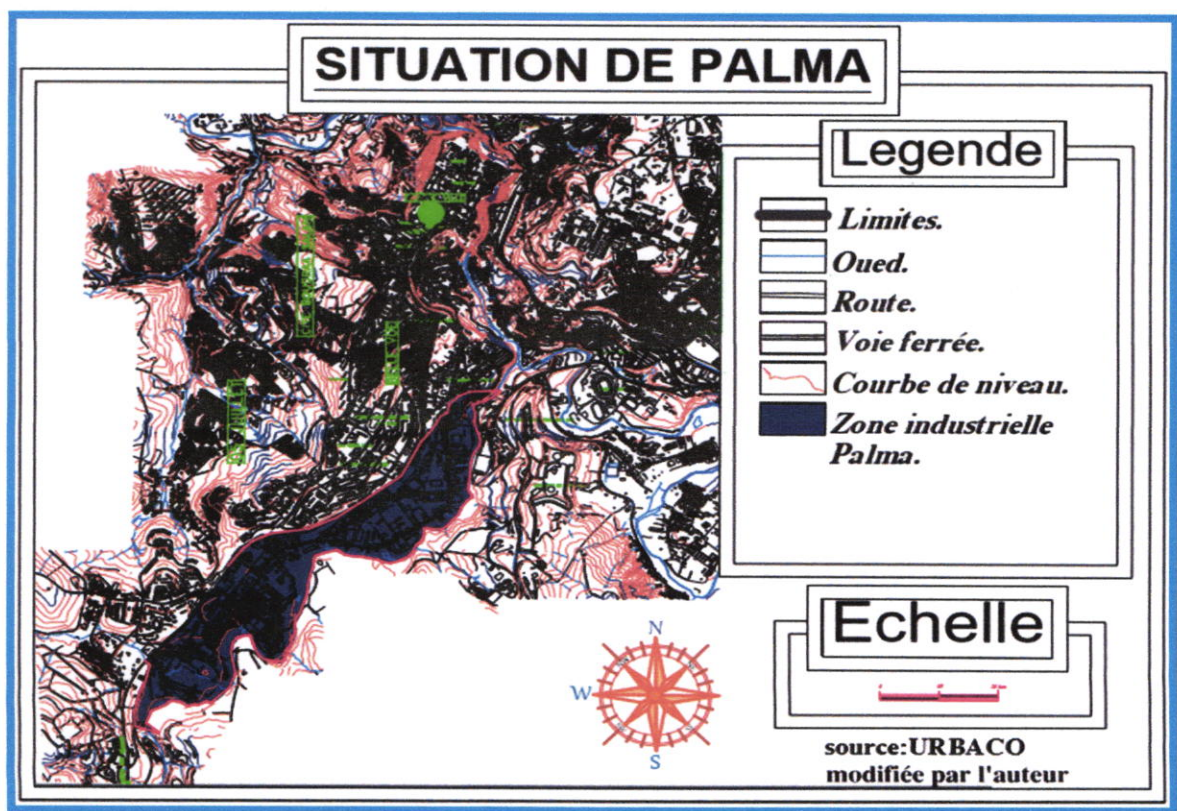 SITUATION DE PALMA
Legende
Limites.
Oued.
Route.
Voie ferrée.
Courbe de niveau.
Zone industrielle
Palma.
N
W
S
Echelle
source:URBACO
modifiée par l'auteur